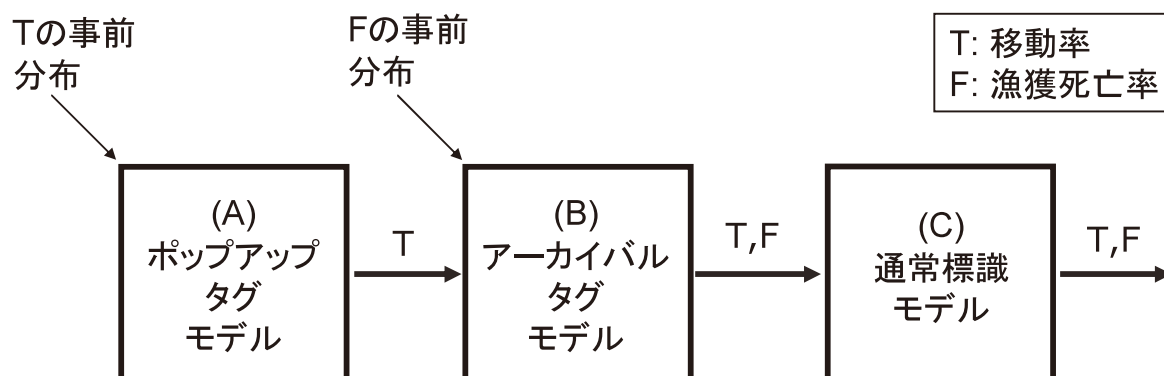 Tの事前
分布
Fの事前
分布
T: 移動率
F: 漁獲死亡率
(A)
ポップアップ
タグ
モデル
T
(B)
アーカイバル
タグ
モデル
T,F
(C)
通常標識
モデル
T,F